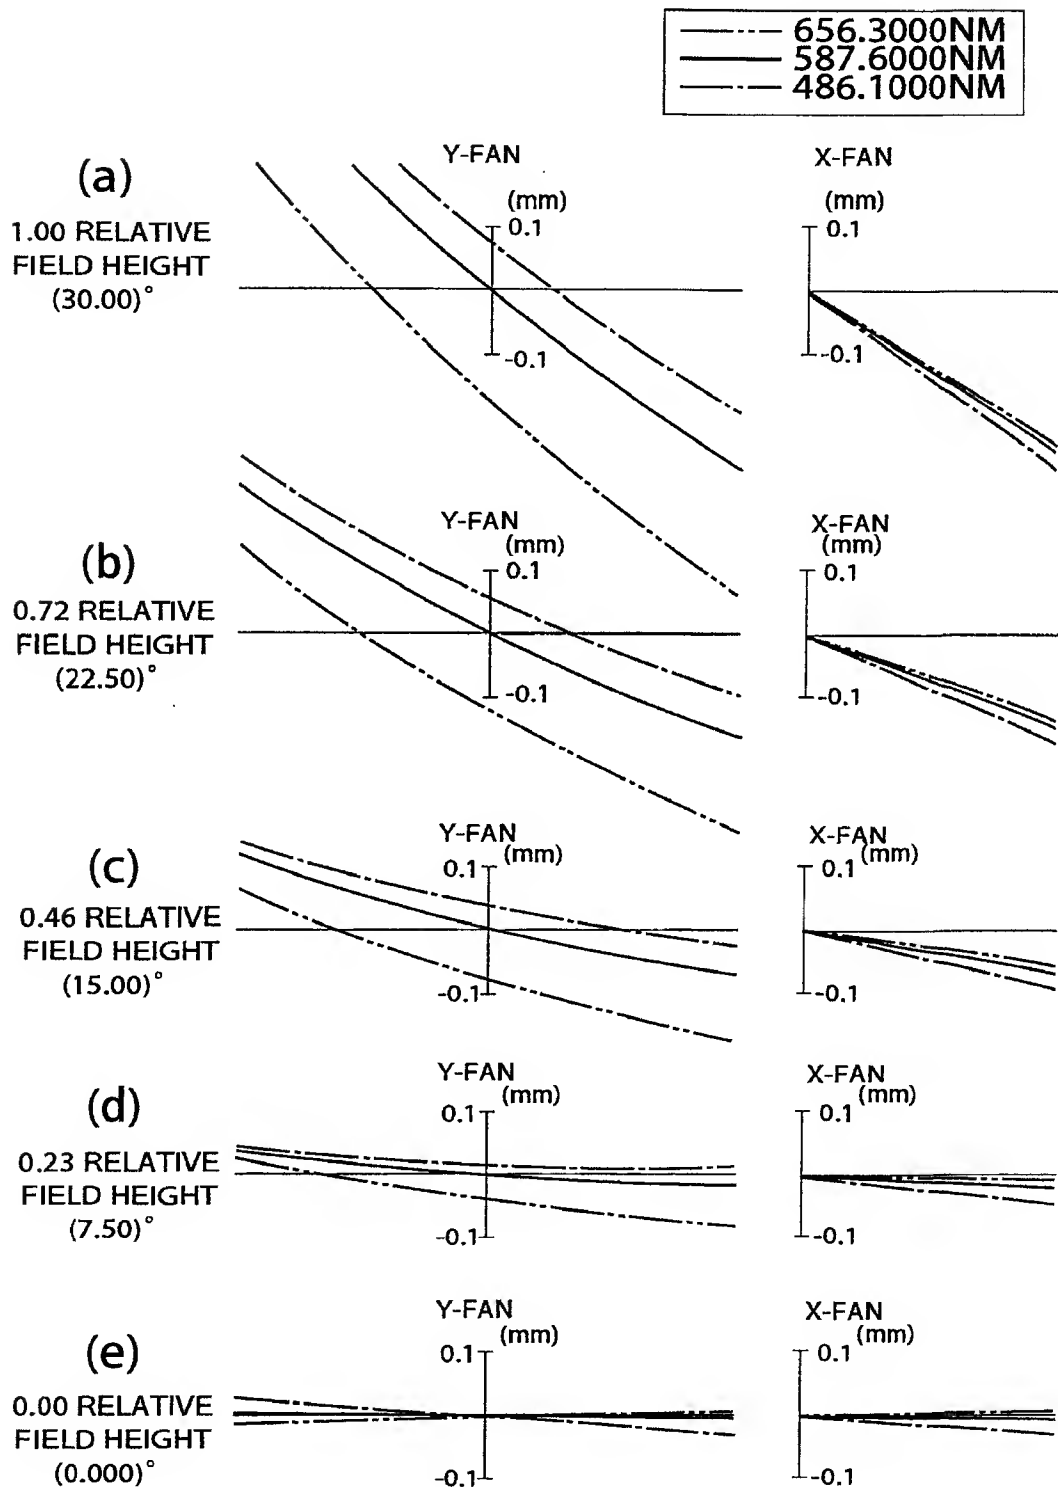 656.3000NM
587.6000NM
486.1000NM
(a)
1.00 RELATIVE
FIELD HEIGHT
(30.00)°
Y-FAN
(mm)
0.1
-0.1
X-FAN
(mm)
0.1
-0.1
(b)
0.72 RELATIVE
FIELD HEIGHT
(22.50)°
Y-FAN
(mm)
0.1
-0.1
X-FAN
(mm)
0.1
-0.1
(c)
0.46 RELATIVE
FIELD HEIGHT
(15.00)°
Y-FAN
(mm)
0.1
-0.1
X-FAN
(mm)
0.1
-0.1
(d)
0.23 RELATIVE
FIELD HEIGHT
(7.50)°
Y-FAN
(mm)
0.1
-0.1
X-FAN
(mm)
0.1
-0.1
(e)
0.00 RELATIVE
FIELD HEIGHT
(0.000)°
Y-FAN
(mm)
0.1
-0.1
X-FAN
(mm)
0.1
-0.1